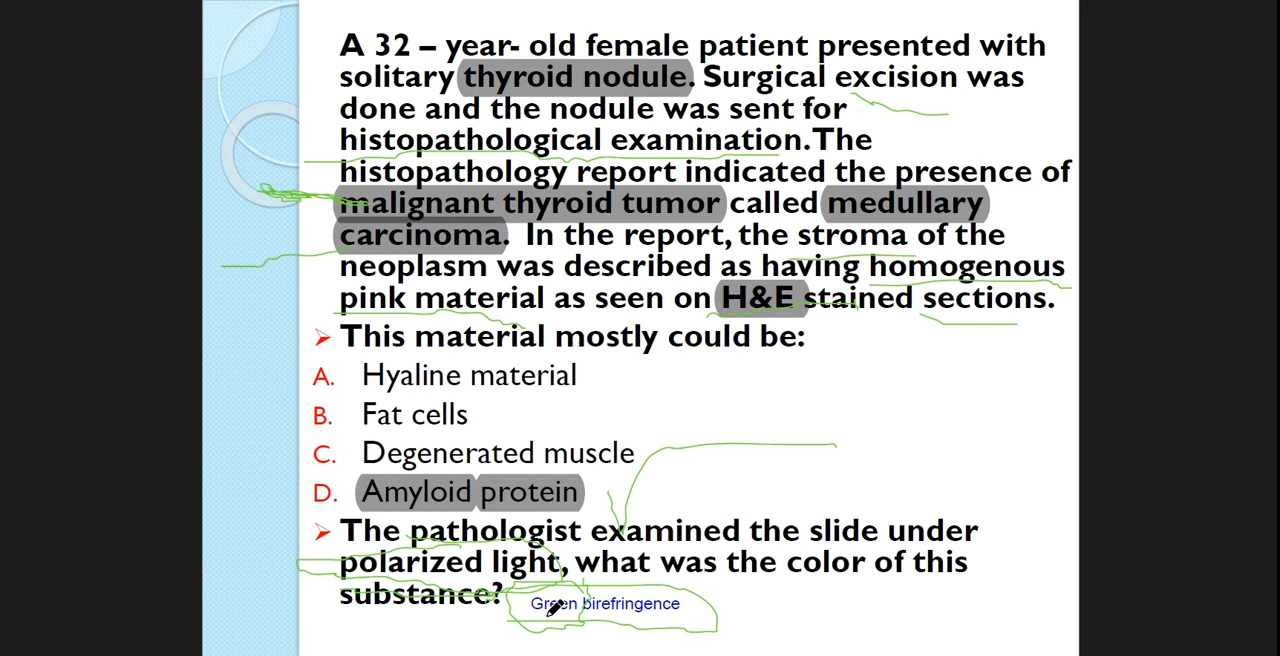 A 32 – year- old female patient presented with
solitary thyroid nodule. Surgical excision was
done and the nodule was sent for
histopathological examination. The
histopathology report indicated the presence of
malignant thyroid tumor called medullary
carcinoma. In the report, the stroma of the
neoplasm was described as having homogenous
pink material as seen on H&E stained sections.
➢ This material mostly could be:
A. Hyaline material
B. Fat cells
C. Degenerated muscle
D. Amyloid protein
➢ The pathologist examined the slide under
polarized light, what was the color of this
substance? Green birefringence